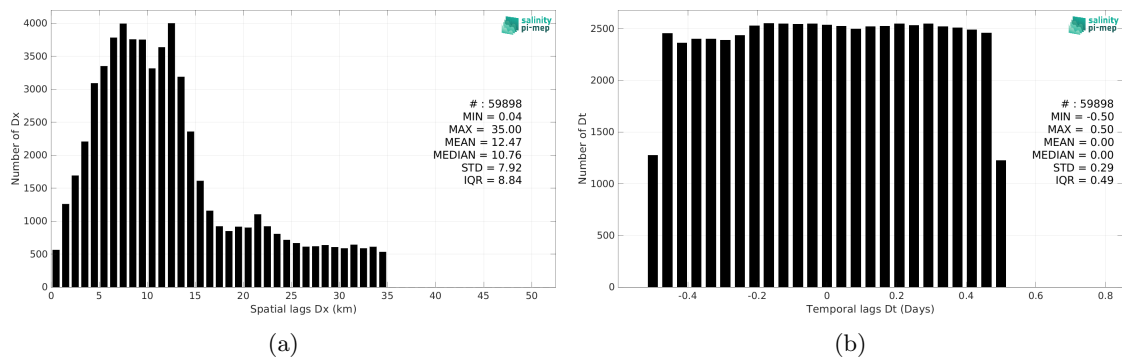 4000
3500
3000
2500
2000
1500
1000
500
0
Number of Dx
salinity
pi-mep
# : 59898
MIN = 0.04
MAX = 35.00
MEAN = 12.47
MEDIAN = 10.76
STD = 7.92
IQR = 8.84
0 5 10 15 20 25 30 35 40 45 50
Spatial lags Dx (km)
(a)
2500
2000
1500
1000
500
0
Number of Dt
salinity
pi-mep
# : 59898
MIN = -0.50
MAX = 0.50
MEAN = 0.00
MEDIAN = 0.00
STD = 0.29
IQR = 0.49
-0.4 -0.2 0 0.2 0.4 0.6 0.8
Temporal lags Dt (Days)
(b)